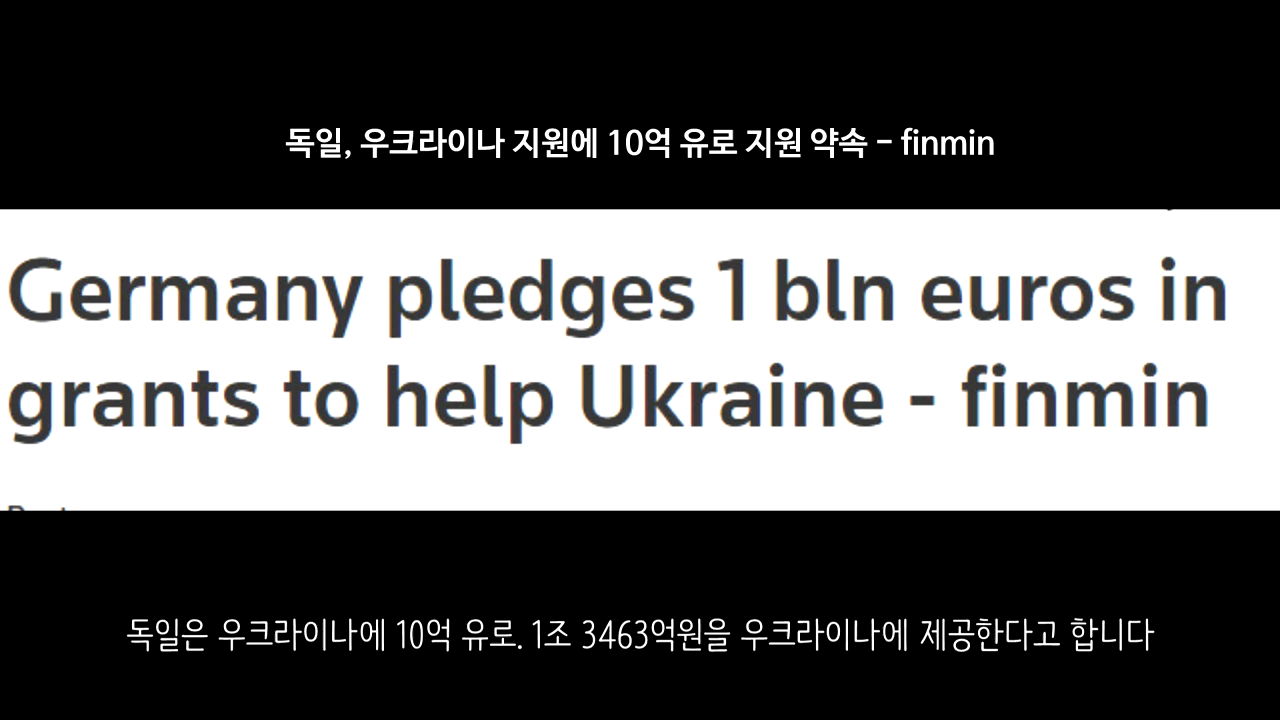 독일, 우크라이나 지원에 10억 유로 지원 약속 - finmin
Germany pledges 1 bln euros in
grants to help Ukraine - finmin
독일은 우크라이나에 10억 유로. 1조 3463억원을 우크라이나에 제공한다고 합니다